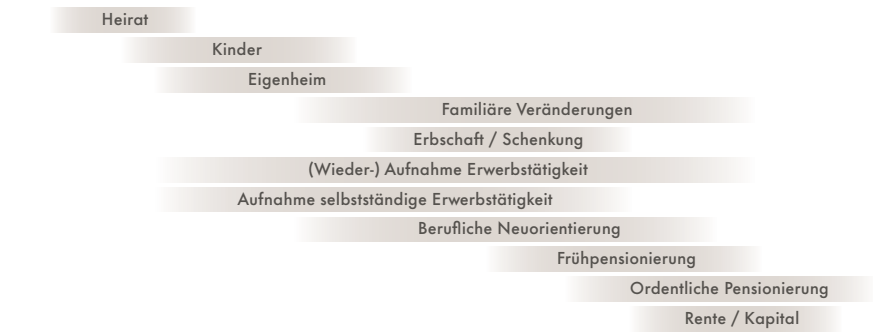 Heirat
Kinder
Eigenheim
Familiäre Veränderungen
Erbschaft / Schenkung
(Wieder-) Aufnahme Erwerbstätigkeit
Aufnahme selbstständige Erwerbstätigkeit
Berufliche Neuorientierung
Frühpensionierung
Ordentliche Pensionierung
Rente / Kapital